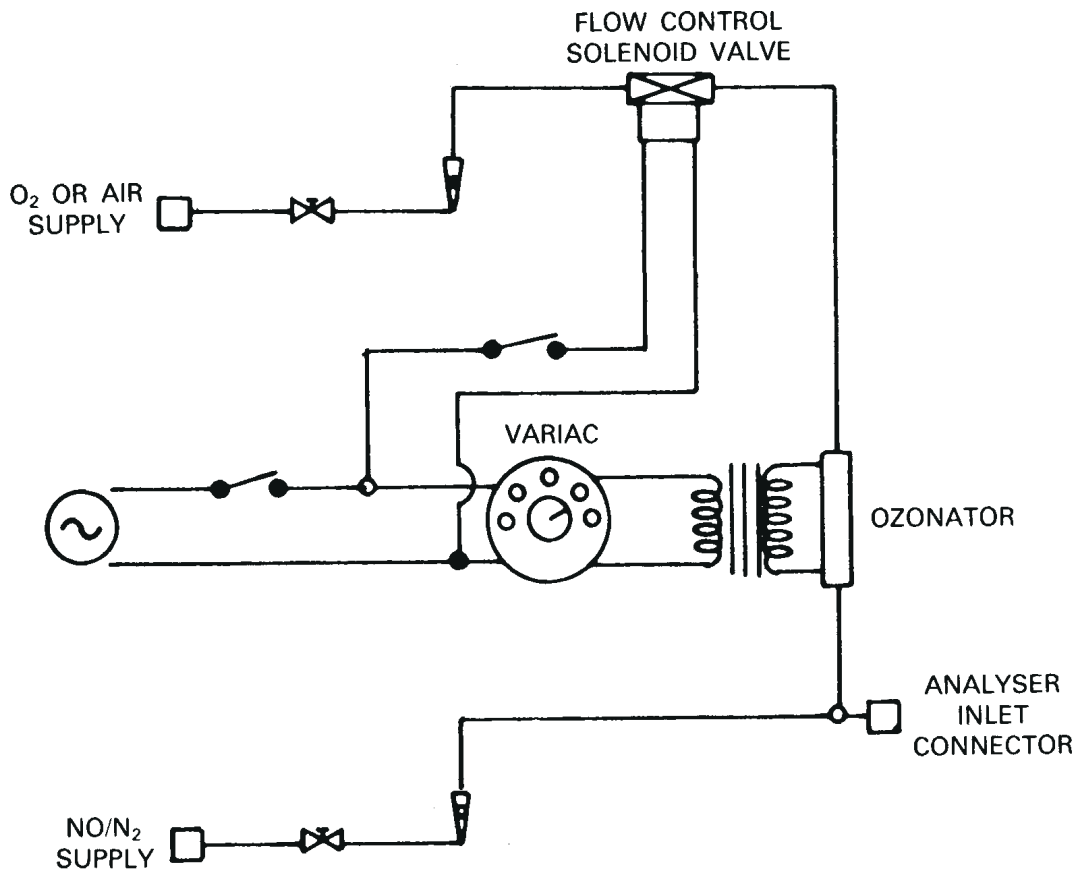 FLOW CONTROL
SOLENOID VALVE
O₂ OR AIR
SUPPLY
VARIAC
OZONATOR
ANALYSER
INLET
CONNECTOR
NO/N₂
SUPPLY